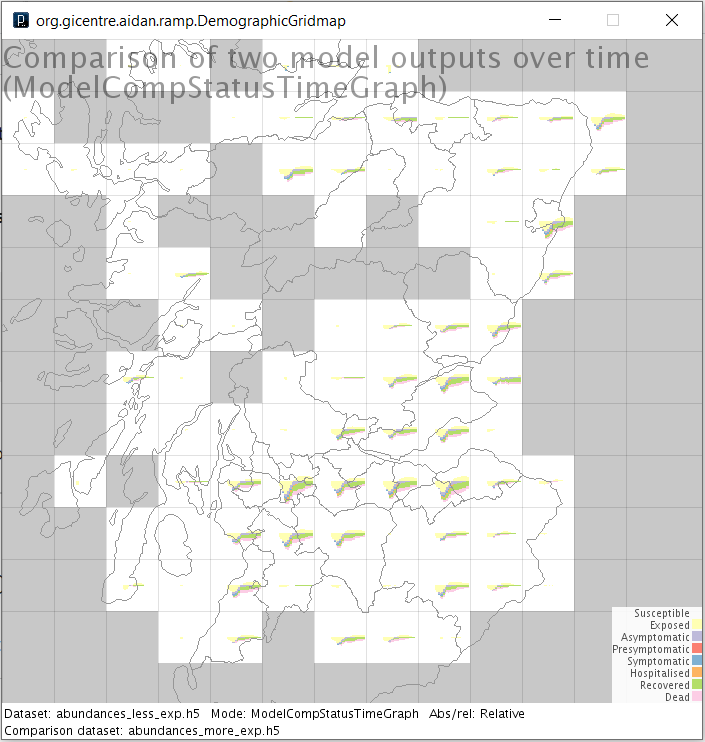 org.gicentre.aidan.ramp.DemographicGridmap
Comparison of two model outputs over time
(ModelCompStatusTimeGraph)
Susceptible
Exposed
Asymptomatic
Presymptomatic
Symptomatic
Hospitalised
Recovered
Dead
Dataset: abundances_less_exp.h5 Mode: ModelCompStatusTimeGraph Abs/rel: Relative
Comparison dataset: abundances_more_exp.h5